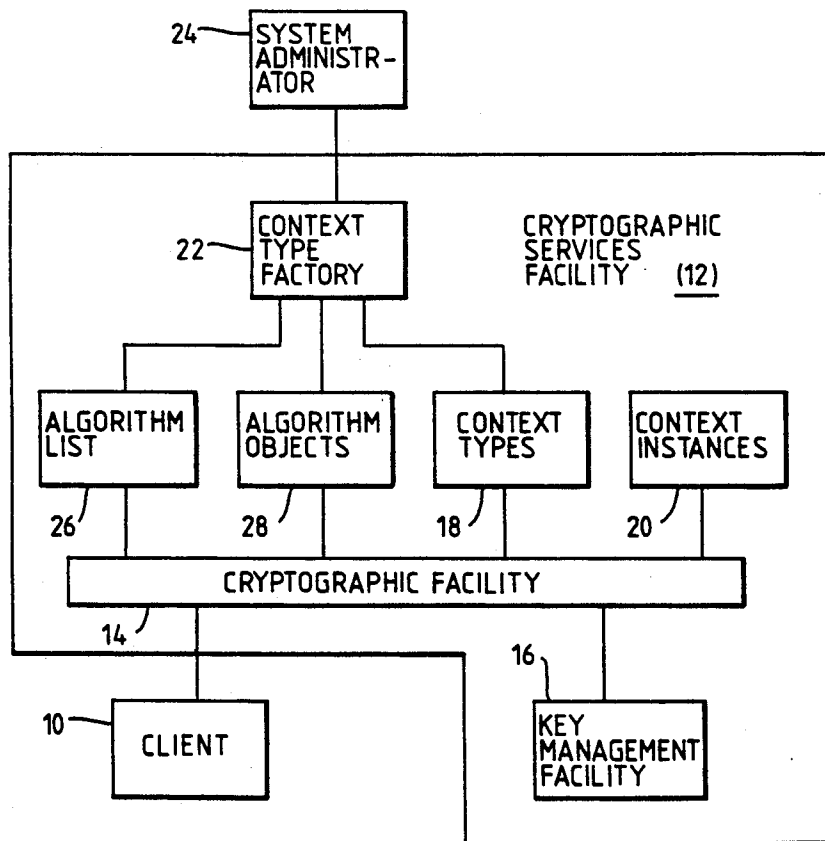 24
SYSTEM
ADMINISTR-
ATOR
22
CONTEXT
TYPE
FACTORY
CRYPTOGRAPHIC
SERVICES
FACILITY (12)
ALGORITHM
LIST
ALGORITHM
OBJECTS
CONTEXT
TYPES
CONTEXT
INSTANCES
26
28
18
20
CRYPTOGRAPHIC FACILITY
14
16
10
CLIENT
KEY
MANAGEMENT
FACILITY